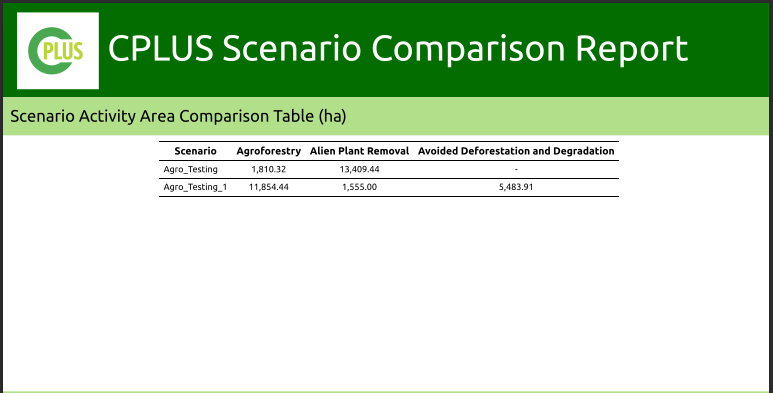 CPLUS
CPLUS Scenario Comparison Report
Scenario Activity Area Comparison Table (ha)
Scenario Agroforestry Alien Plant Removal Avoided Deforestation and Degradation
Agro_Testing 1,810.32 13,409.44 -
Agro_Testing_1 11,854.44 1,555.00 5,483.91